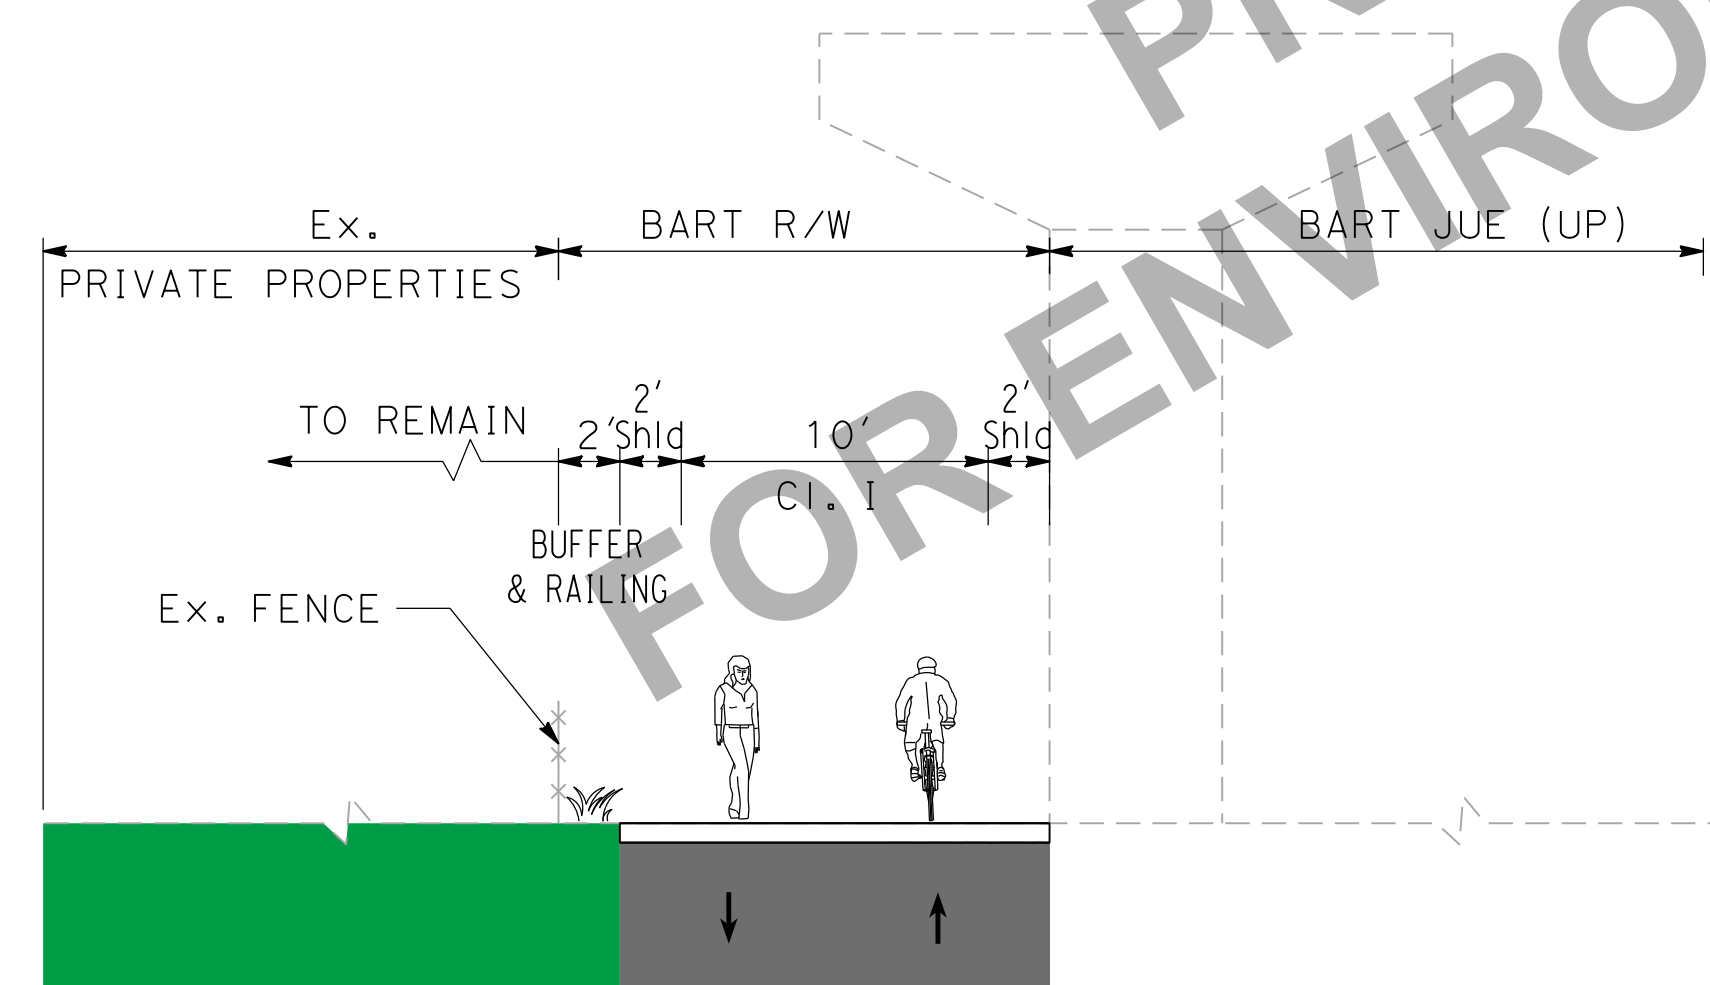 Ex.
PRIVATE PROPERTIES
BART R/W
BART JUE (UP)
TO REMAIN
2'
2'
Shld
10'
Cl. I
2'
Shld
BUFFER
& RAILING
Ex. FENCE
FOR ENVIRO